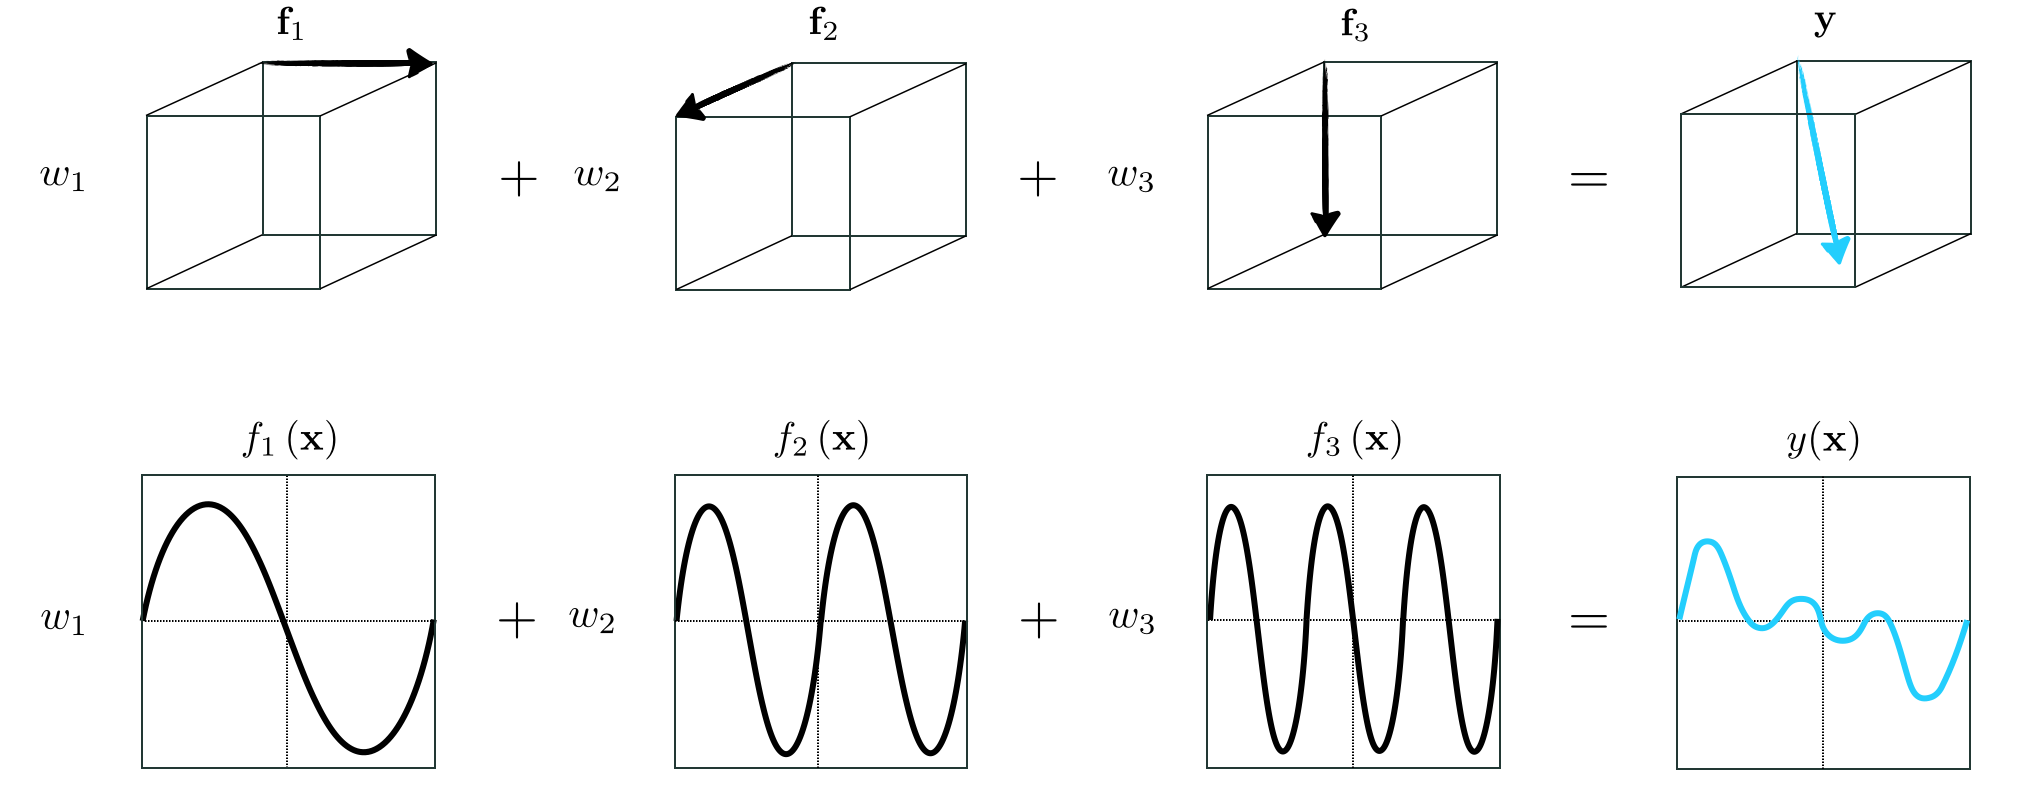 f₁ f₂ f₃ y
w₁ + w₂ + w₃ =
f₁ (x) f₂ (x) f₃ (x) y(x)
w₁ + w₂ + w₃ =